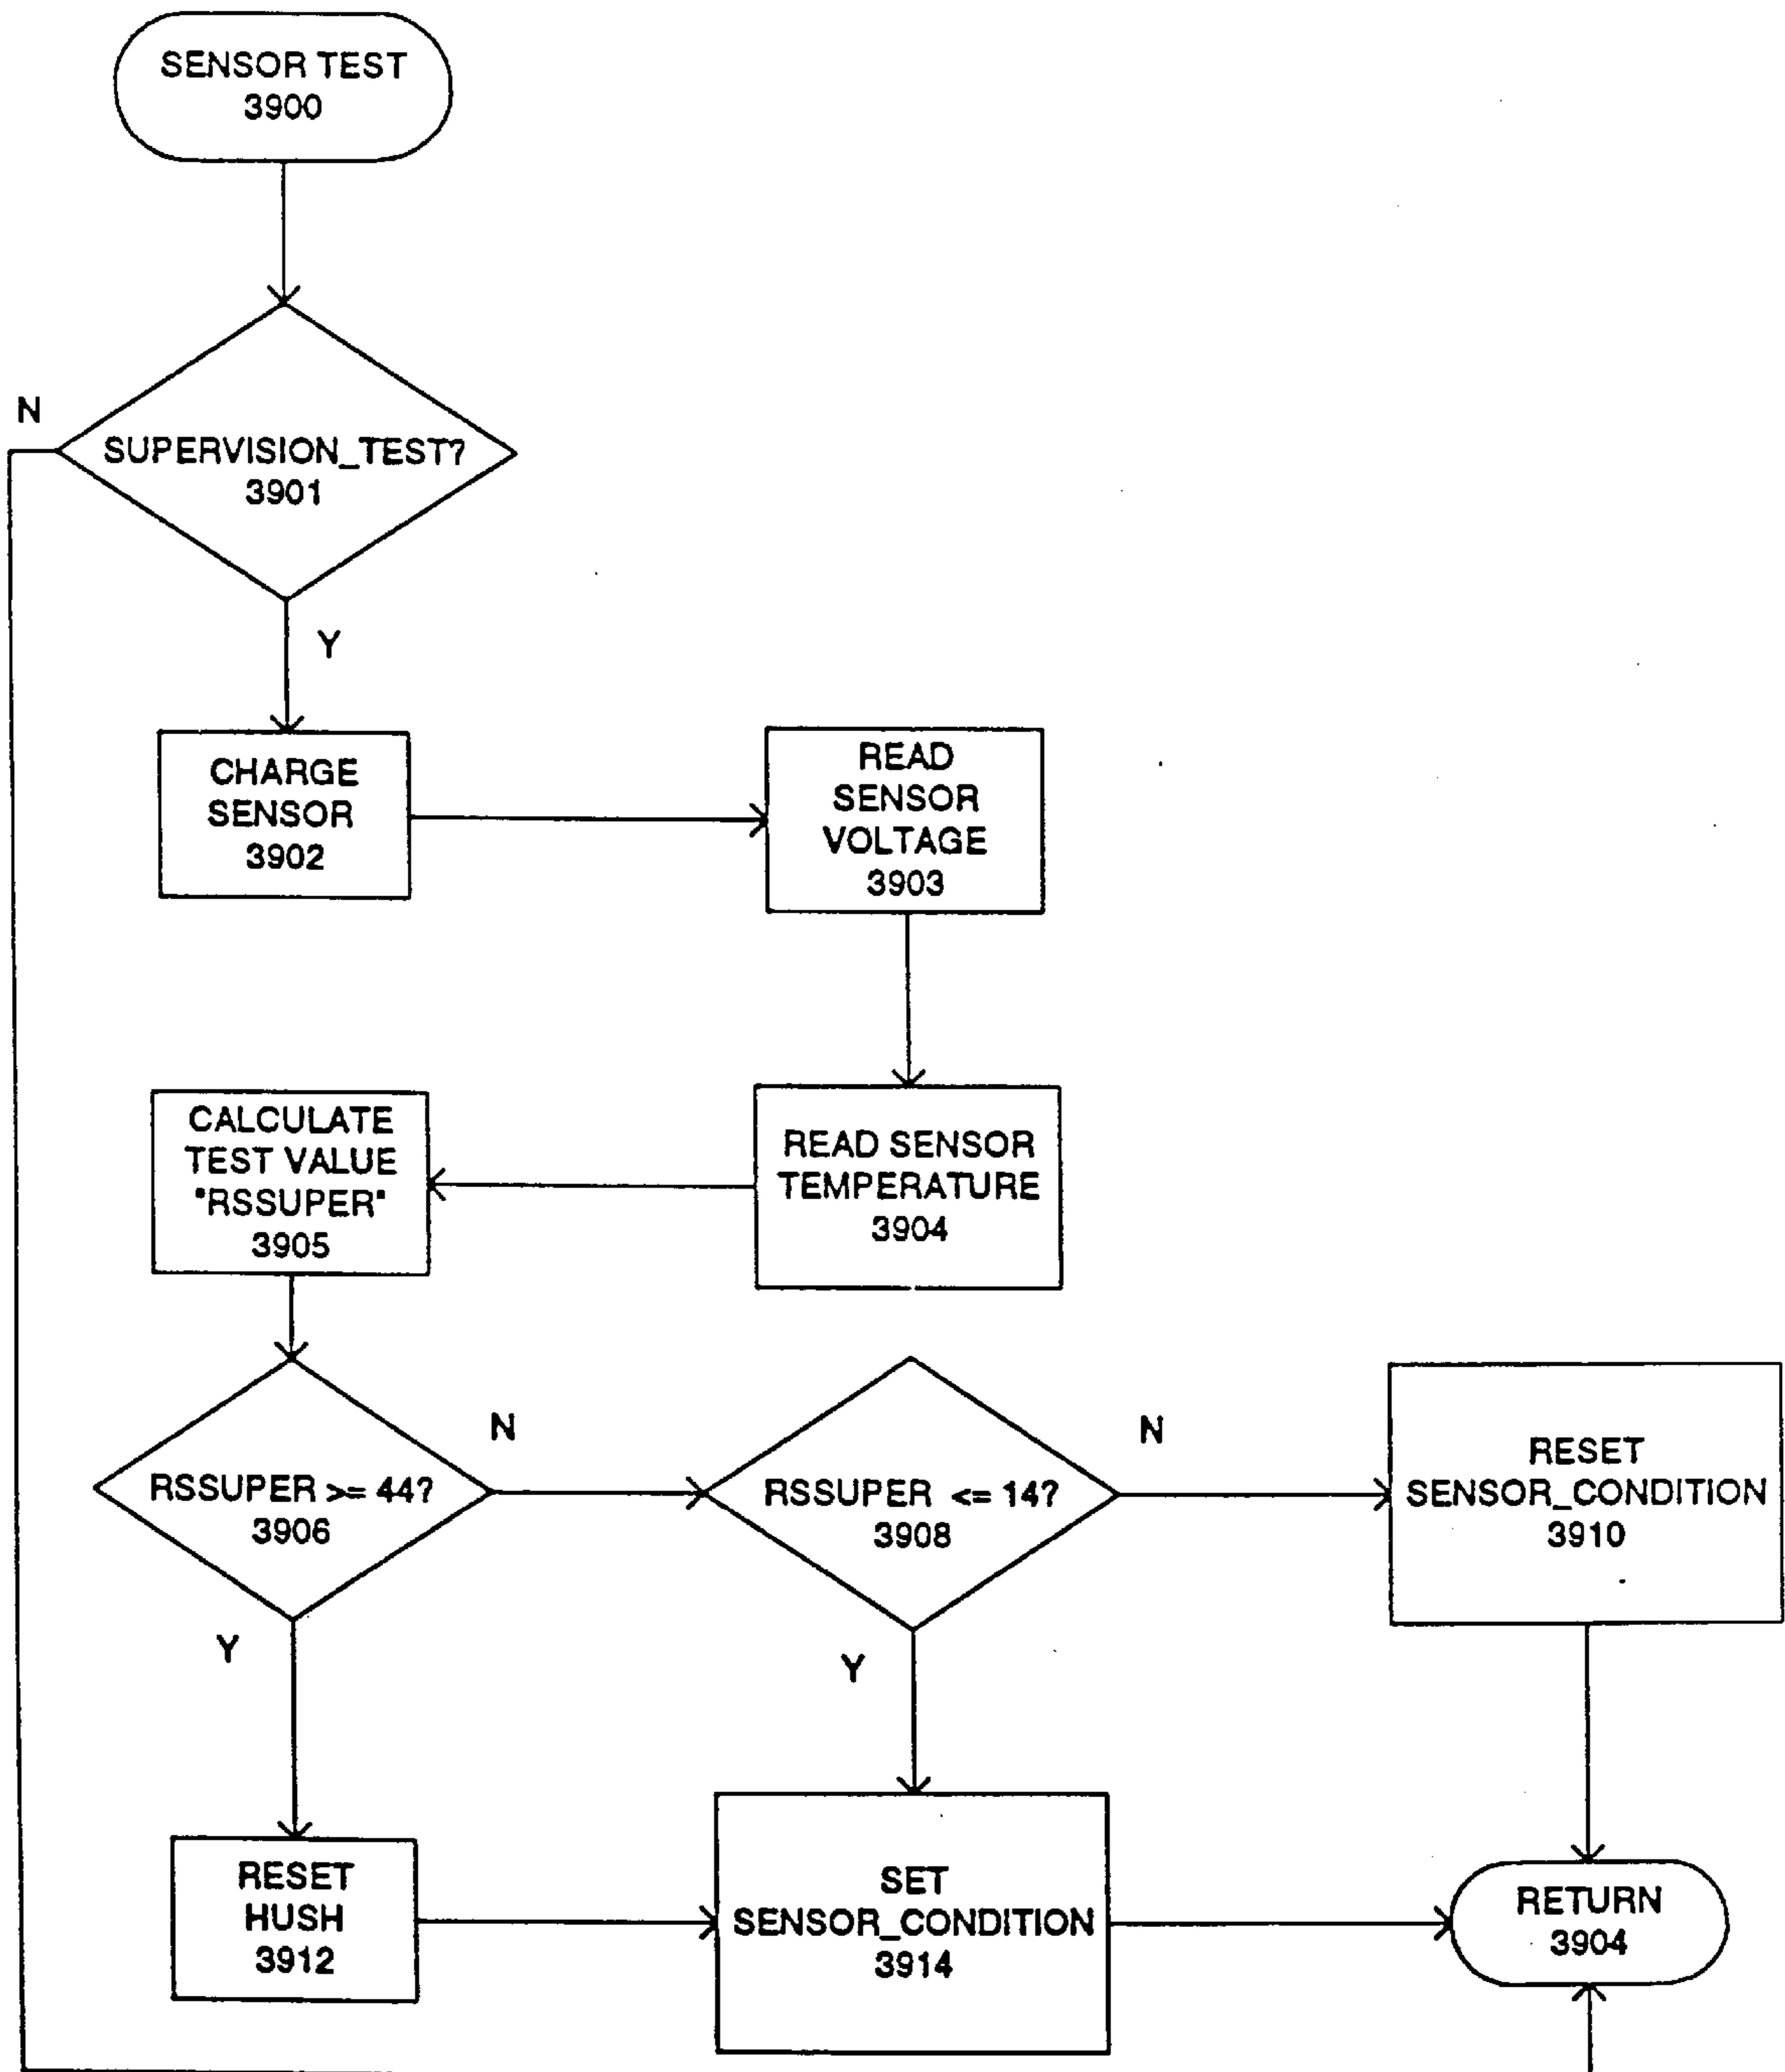 SENSOR TEST
3900
N
SUPERVISION_TEST?
3901
Y
CHARGE
SENSOR
3902
READ
SENSOR
VOLTAGE
3903
CALCULATE
TEST VALUE
"RSSUPER"
3905
READ SENSOR
TEMPERATURE
3904
RSSUPER >= 44?
3906
N
RSSUPER <= 14?
3908
N
RESET
SENSOR_CONDITION
3910
Y
Y
RESET
HUSH
3912
SET
SENSOR_CONDITION
3914
RETURN
3904